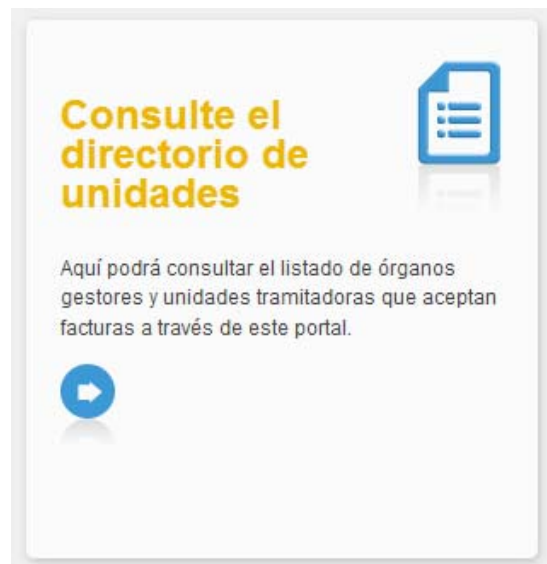 Consulte el
directorio de
unidades
Aquí podrá consultar el listado de órganos
gestores y unidades tramitadoras que aceptan
facturas a través de este portal.